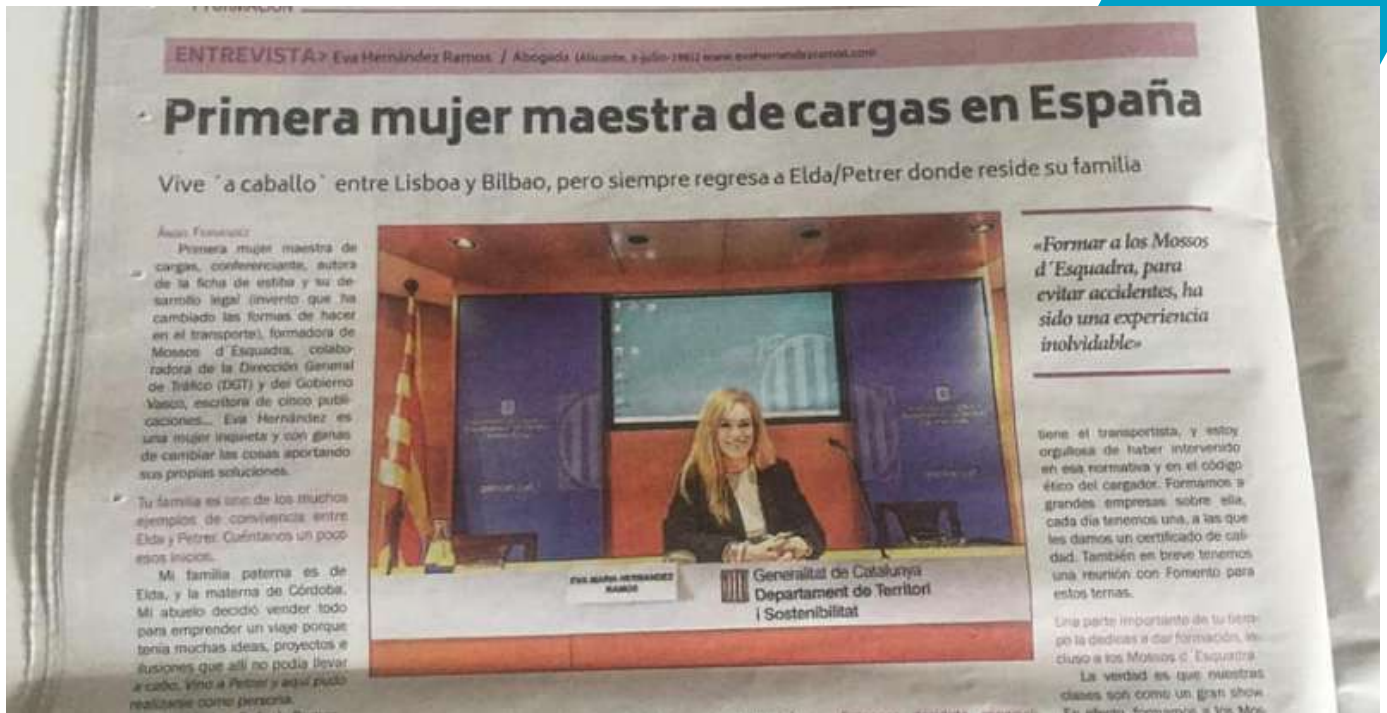 ENTREVISTA> Eva Hernández Ramos / Abogada (Alicante, www.evahernandezramos.com
Primera mujer maestra de cargas en España
Vive ´a caballo` entre Lisboa y Bilbao, pero siempre regresa a Elda/Petrer donde reside su familia
Primera mujer maestra de
cargas, conferenciante, autora
de la ficha de estiba y su de-
sarrollo legal (invento que ha
cambiado las formas de hacer
en el transporte), formadora de
Mossos d´Esquadra, colabo-
radora de la Dirección General
de Tráfico (DGT) y del Gobierno
Vasco, escritora de cinco publi-
caciones... Eva Hernández es
una mujer inquieta y con ganas
de cambiar las cosas aportando
sus propias soluciones.
Tu familia es uno de los muchos
ejemplos de convivencia entre
Elda y Petrer. Cuéntanos un poco
esos inicios.
Mi familia paterna es de
Elda, y la materna de Córdoba.
Mi abuelo decidió vender todo
para emprender un viaje porque
tenía muchas ideas, proyectos e
ilusiones que allí no podía llevar
a cabo. Vino a Petrer y aquí pudo
realizarse como persona.
EVA MARIA HERNANDEZ
RAMOS
Generalitat de Catalunya
Departament de Territori
i Sostenibilitat
«Formar a los Mossos
d´Esquadra, para
evitar accidentes, ha
sido una experiencia
inolvidable»
tiene el transportista, y estoy
orgullosa de haber intervenido
en esa normativa y en el código
ético del cargador. Formamos a
grandes empresas sobre ella,
cada día tenemos una, a las que
les damos un certificado de cali-
dad. También en breve tenemos
una reunión con Fomento para
estos temas.
Una parte importante de tu tiem-
po la dedicas a dar formación, in-
cluso a los Mossos d´Esquadra.
La verdad es que nuestras
clases son como un gran show.